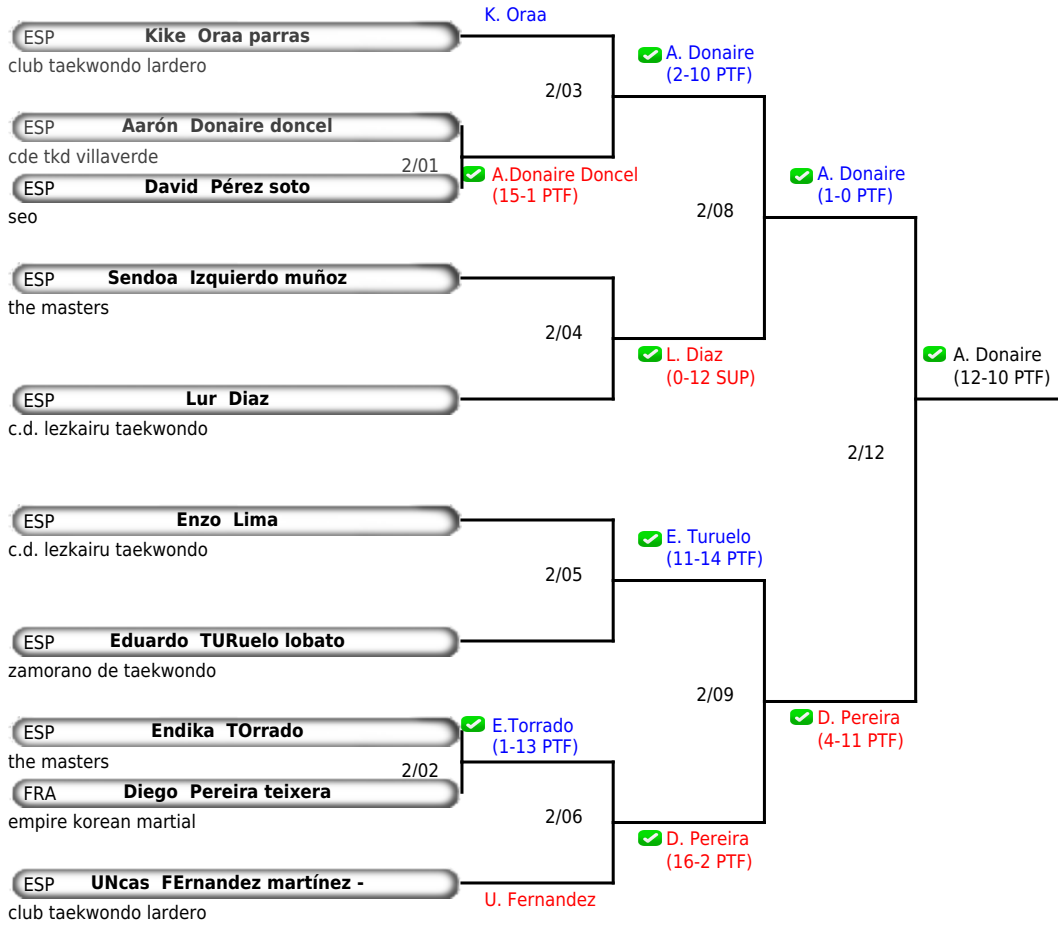 K. Oraa
ESP Kike Oraa parras
club taekwondo lardero
A. Donaire
(2-10 PTF)
2/03
ESP Aarón Donaire doncel
cde tkd villaverde
2/01
A.Donaire Doncel
(15-1 PTF)
ESP David Pérez soto
seo
A. Donaire
(1-0 PTF)
2/08
ESP Sendoa Izquierdo muñoz
the masters
2/04
L. Diaz
(0-12 SUP)
A. Donaire
(12-10 PTF)
ESP Lur Diaz
c.d. lezkairu taekwondo
2/12
ESP Enzo Lima
c.d. lezkairu taekwondo
E. Turuelo
(11-14 PTF)
2/05
ESP Eduardo TURuelo lobato
zamorano de taekwondo
2/09
D. Pereira
(4-11 PTF)
ESP Endika TOrrado
the masters
E.Torrado
(1-13 PTF)
2/02
FRA Diego Pereira teixera
empire korean martial
2/06
D. Pereira
(16-2 PTF)
ESP UNcas FErnandez martínez -
club taekwondo lardero
U. Fernandez